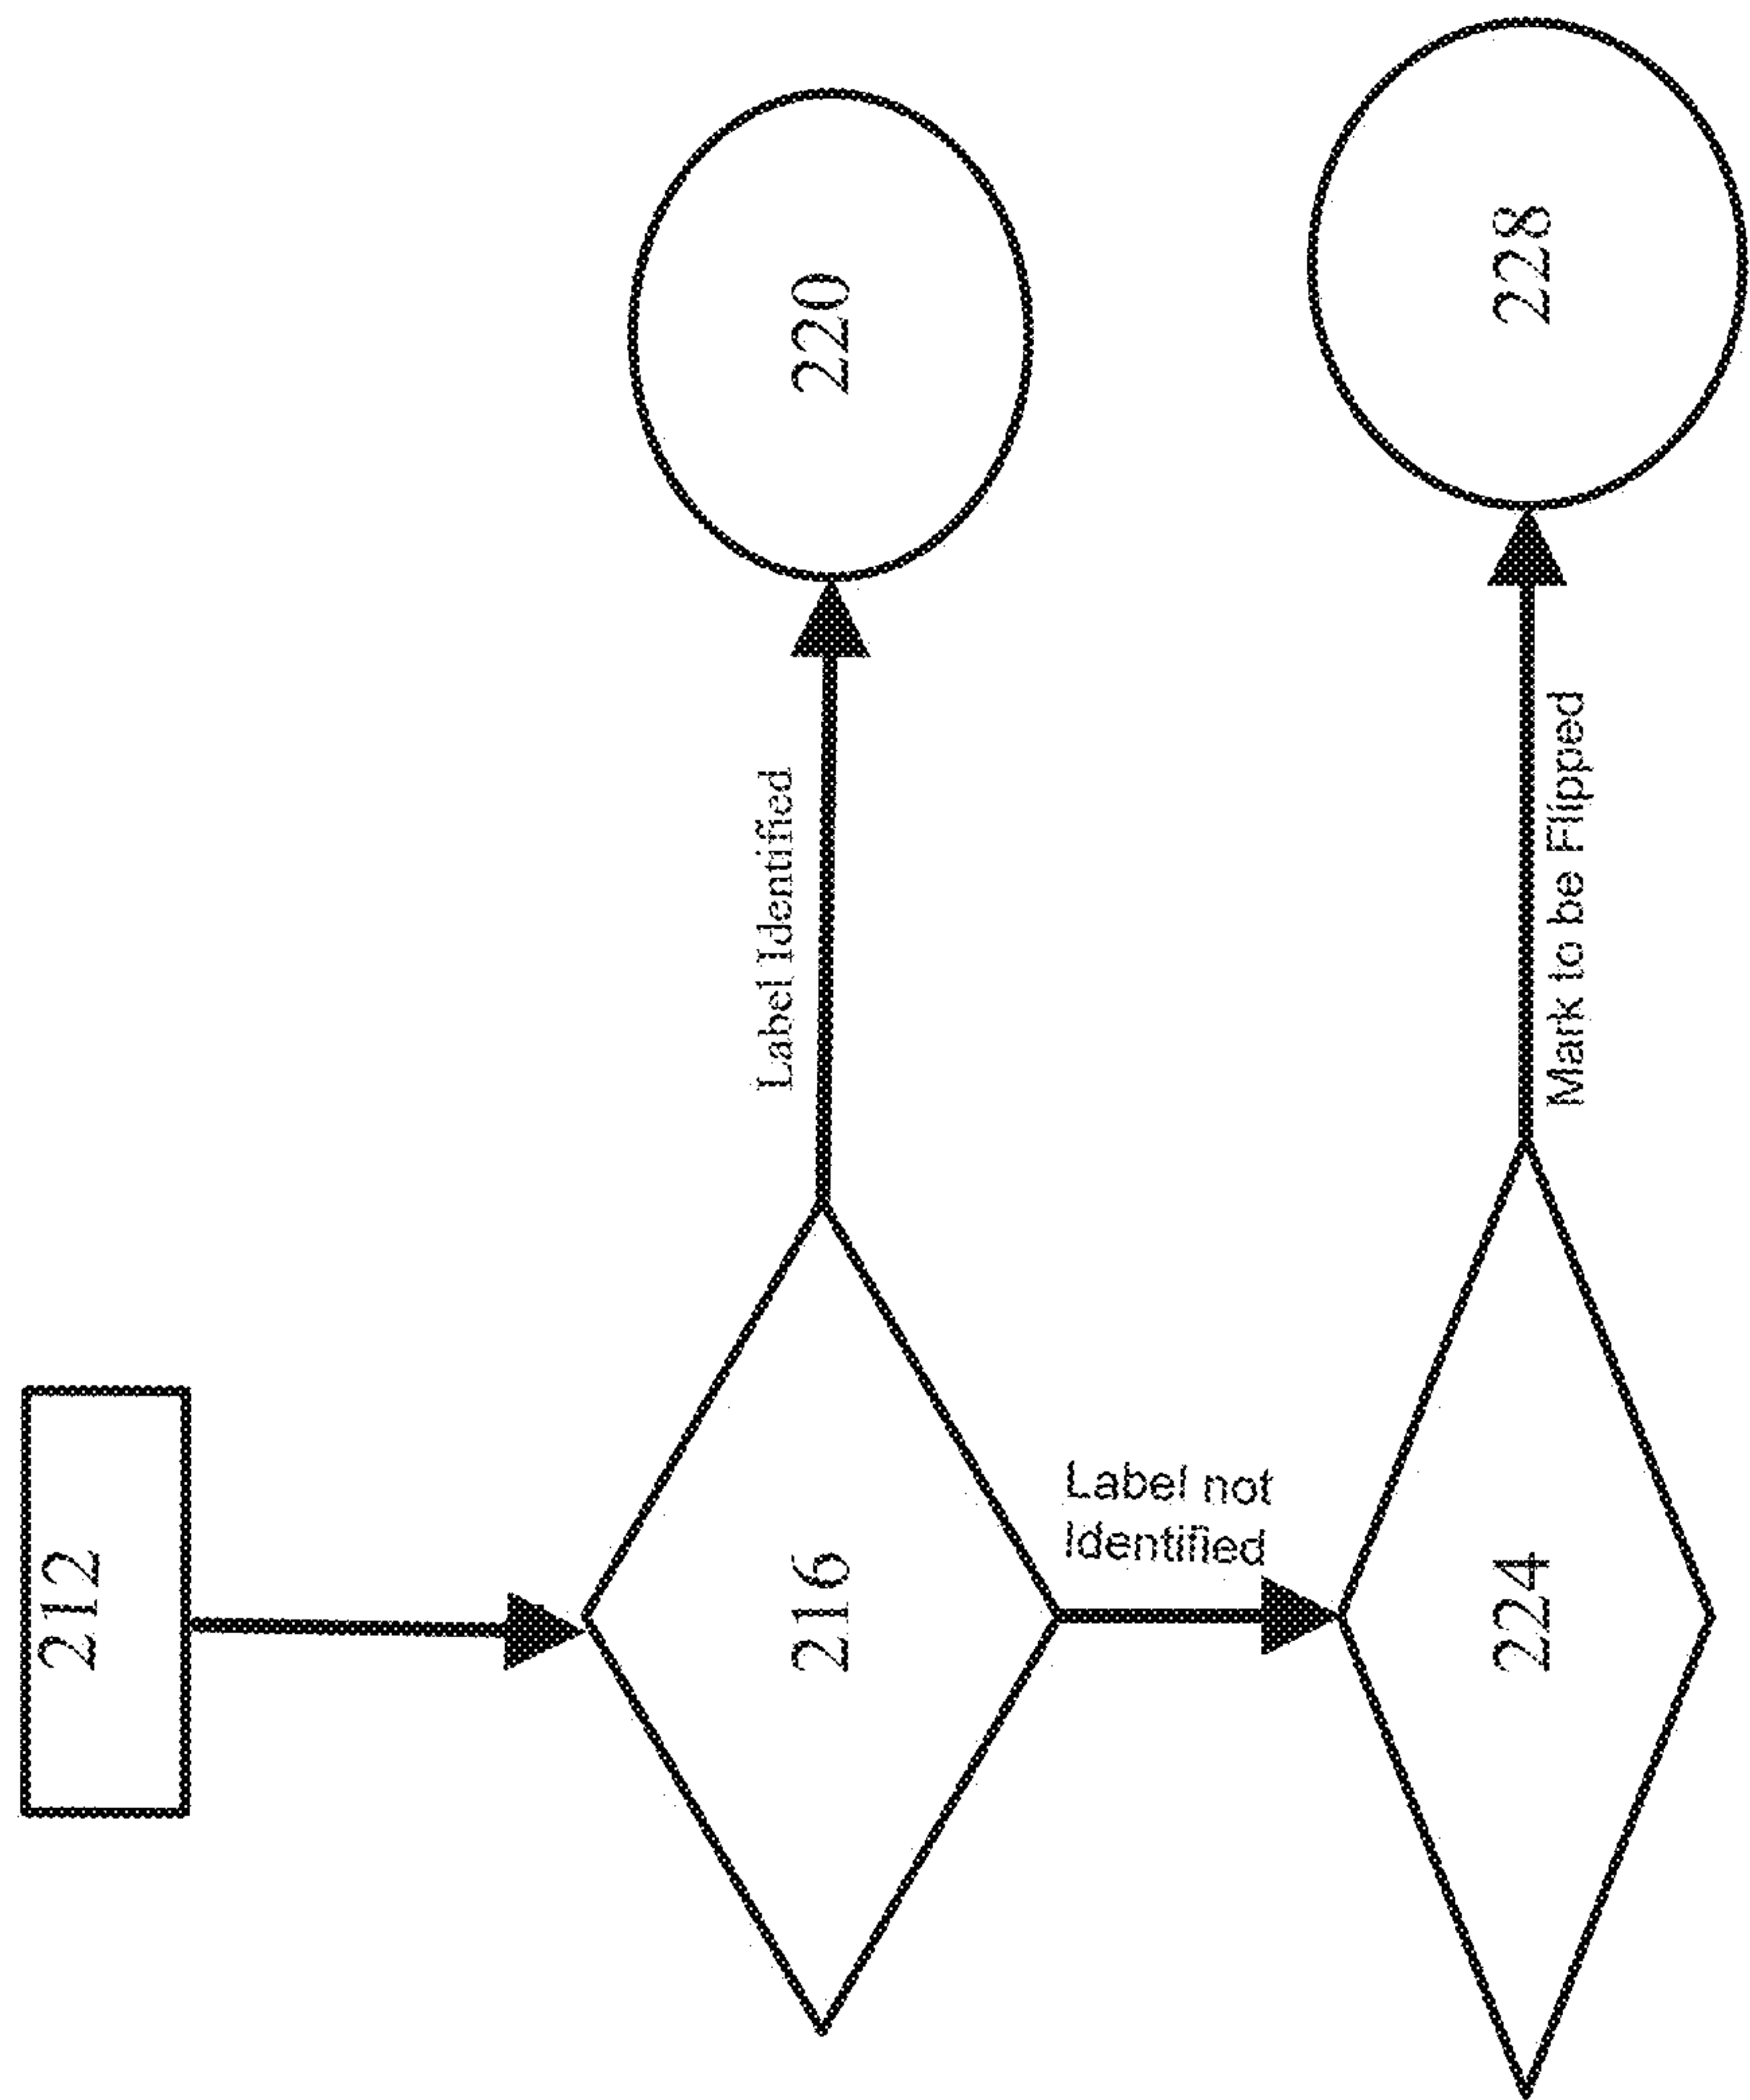 212
216
Label Identified
220
Label not
Identified
224
Mark to be Flipped
228